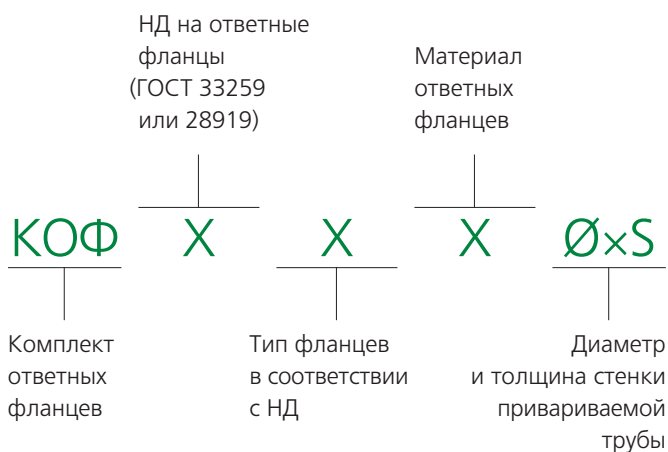 НД на ответные
фланцы
(ГОСТ 33259
или 28919)
Материал
ответных
фланцев
КОФ X X X Ø×S
Комплект
ответных
фланцев
Тип фланцев
в соответствии
с НД
Диаметр
и толщина стенки
привариваемой
трубы